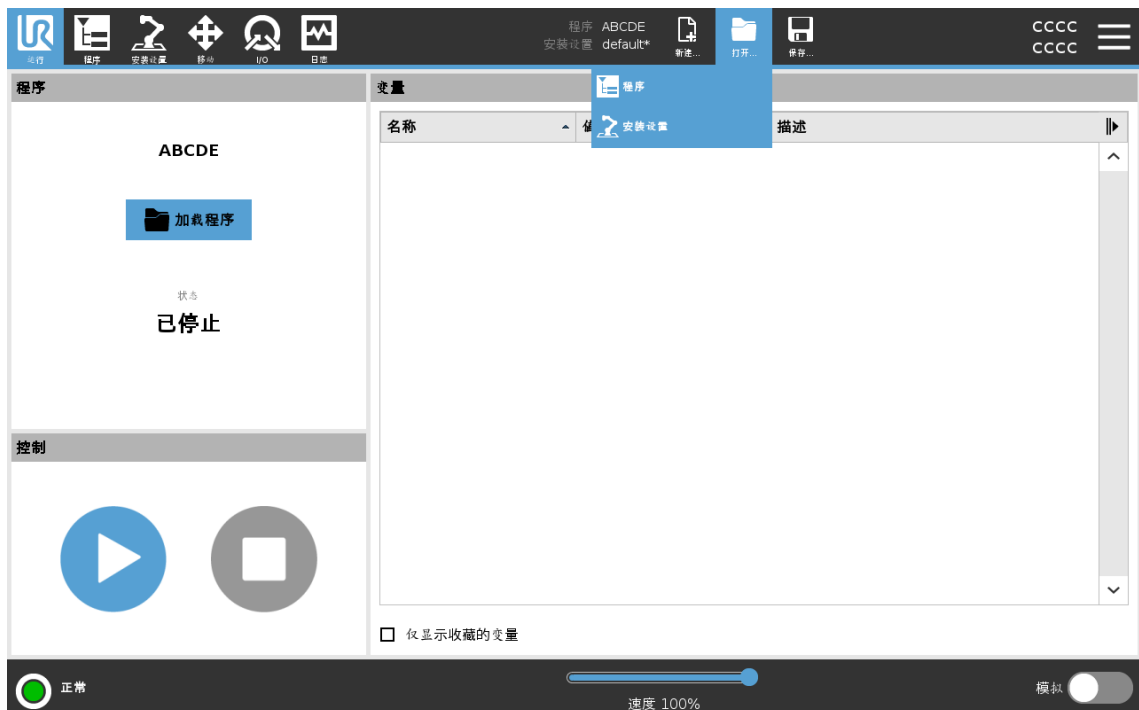 程序 ABCDE
安装设置 default*
CCCC
CCCC
运行 程序 安装设置 移动 I/O 日志 新建... 打开... 保存...
程序
安装设置
程序
变量
名称
描述
ABCDE
加载程序
状态
已停止
控制
仅显示收藏的变量
正常
速度 100%
模拟